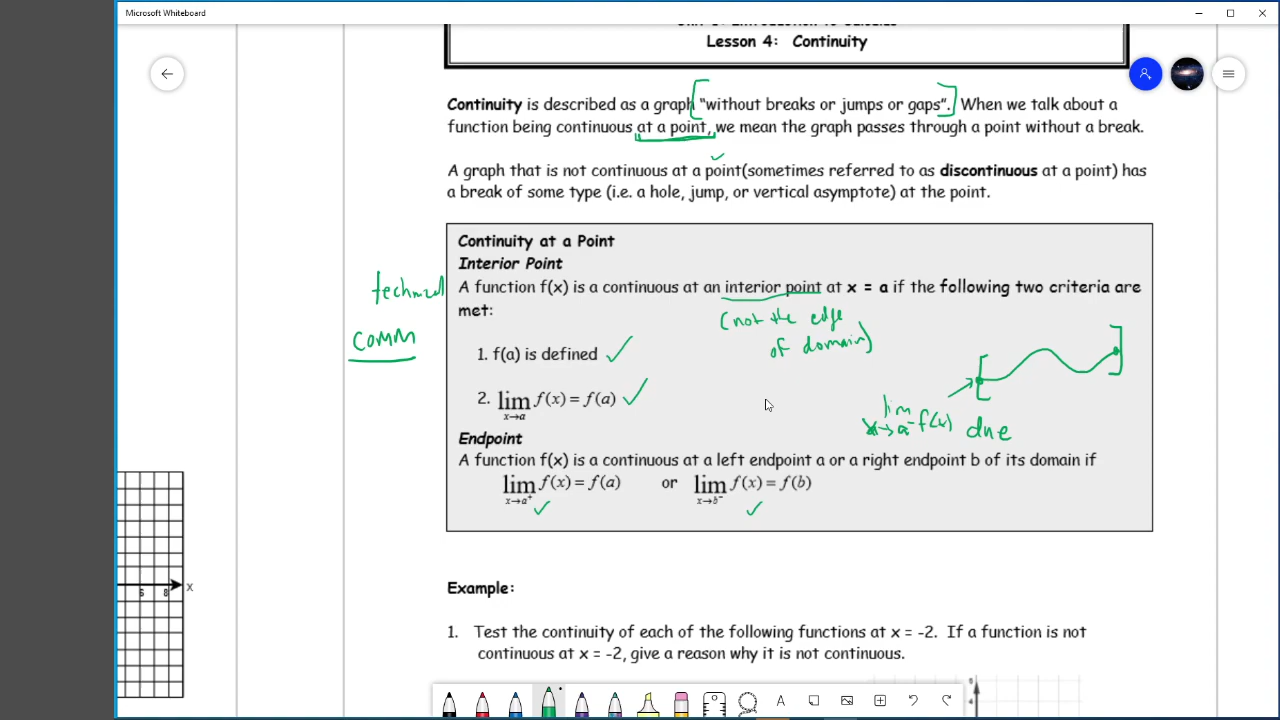 Microsoft Whiteboard
Lesson 4: Continuity
Continuity is described as a graph "without breaks or jumps or gaps". When we talk about a
function being continuous at a point, we mean the graph passes through a point without a break.
A graph that is not continuous at a point(sometimes referred to as discontinuous at a point) has
a break of some type (i.e. a hole, jump, or vertical asymptote) at the point.
Continuity at a Point
Interior Point
technical
A function f(x) is a continuous at an interior point at x = a if the following two criteria are
met:
(not the edge
of domain)
comm
1. f(a) is defined
2. lim f(x) = f(a)
x→a
lim f(x) dne
x→a⁻
Endpoint
A function f(x) is a continuous at a left endpoint a or a right endpoint b of its domain if
lim f(x) = f(a) or lim f(x) = f(b)
x→a⁺ x→b⁻
6 8 x
Example:
1. Test the continuity of each of the following functions at x = -2. If a function is not
continuous at x = -2, give a reason why it is not continuous.
6
4
A